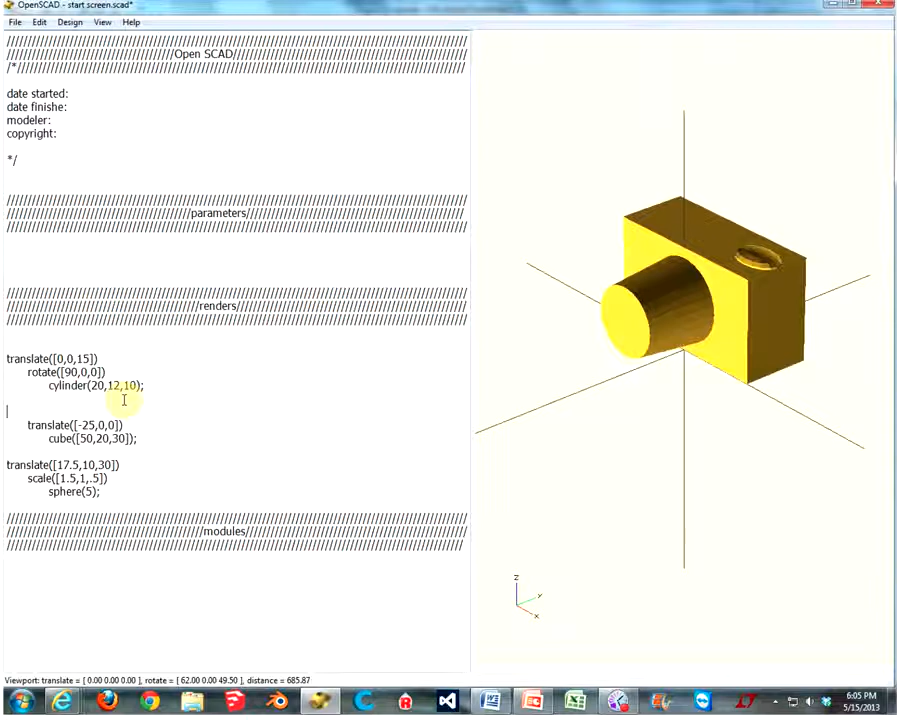 OpenSCAD - start screen.scad*
File Edit Design View Help
//////////////////////////////////////////////////////////////////////////////////////////////////////////////
////////////////////////////////////////Open SCAD////////////////////////////////////////////////////////
/*//////////////////////////////////////////////////////////////////////////////////////////////////////////
date started:
date finishe:
modeler:
copyright:
*/
//////////////////////////////////////////////////////////////////////////////////////////////////////////////
////////////////////////////////////////////parameters////////////////////////////////////////////////////
//////////////////////////////////////////////////////////////////////////////////////////////////////////////
//////////////////////////////////////////////////////////////////////////////////////////////////////////////
//////////////////////////////////////////////renders//////////////////////////////////////////////////////
//////////////////////////////////////////////////////////////////////////////////////////////////////////////
translate([0,0,15])
rotate([90,0,0])
cylinder(20,12,10);
translate([-25,0,0])
cube([50,20,30]);
translate([17.5,10,30])
scale([1.5,1,.5])
sphere(5);
//////////////////////////////////////////////////////////////////////////////////////////////////////////////
///////////////////////////////////////////////modules////////////////////////////////////////////////////
//////////////////////////////////////////////////////////////////////////////////////////////////////////////
z
y
x
Viewport: translate = [ 0.00 0.00 0.00 ], rotate = [ 62.00 0.00 49.50 ], distance = 685.87
6:05 PM
5/15/2013